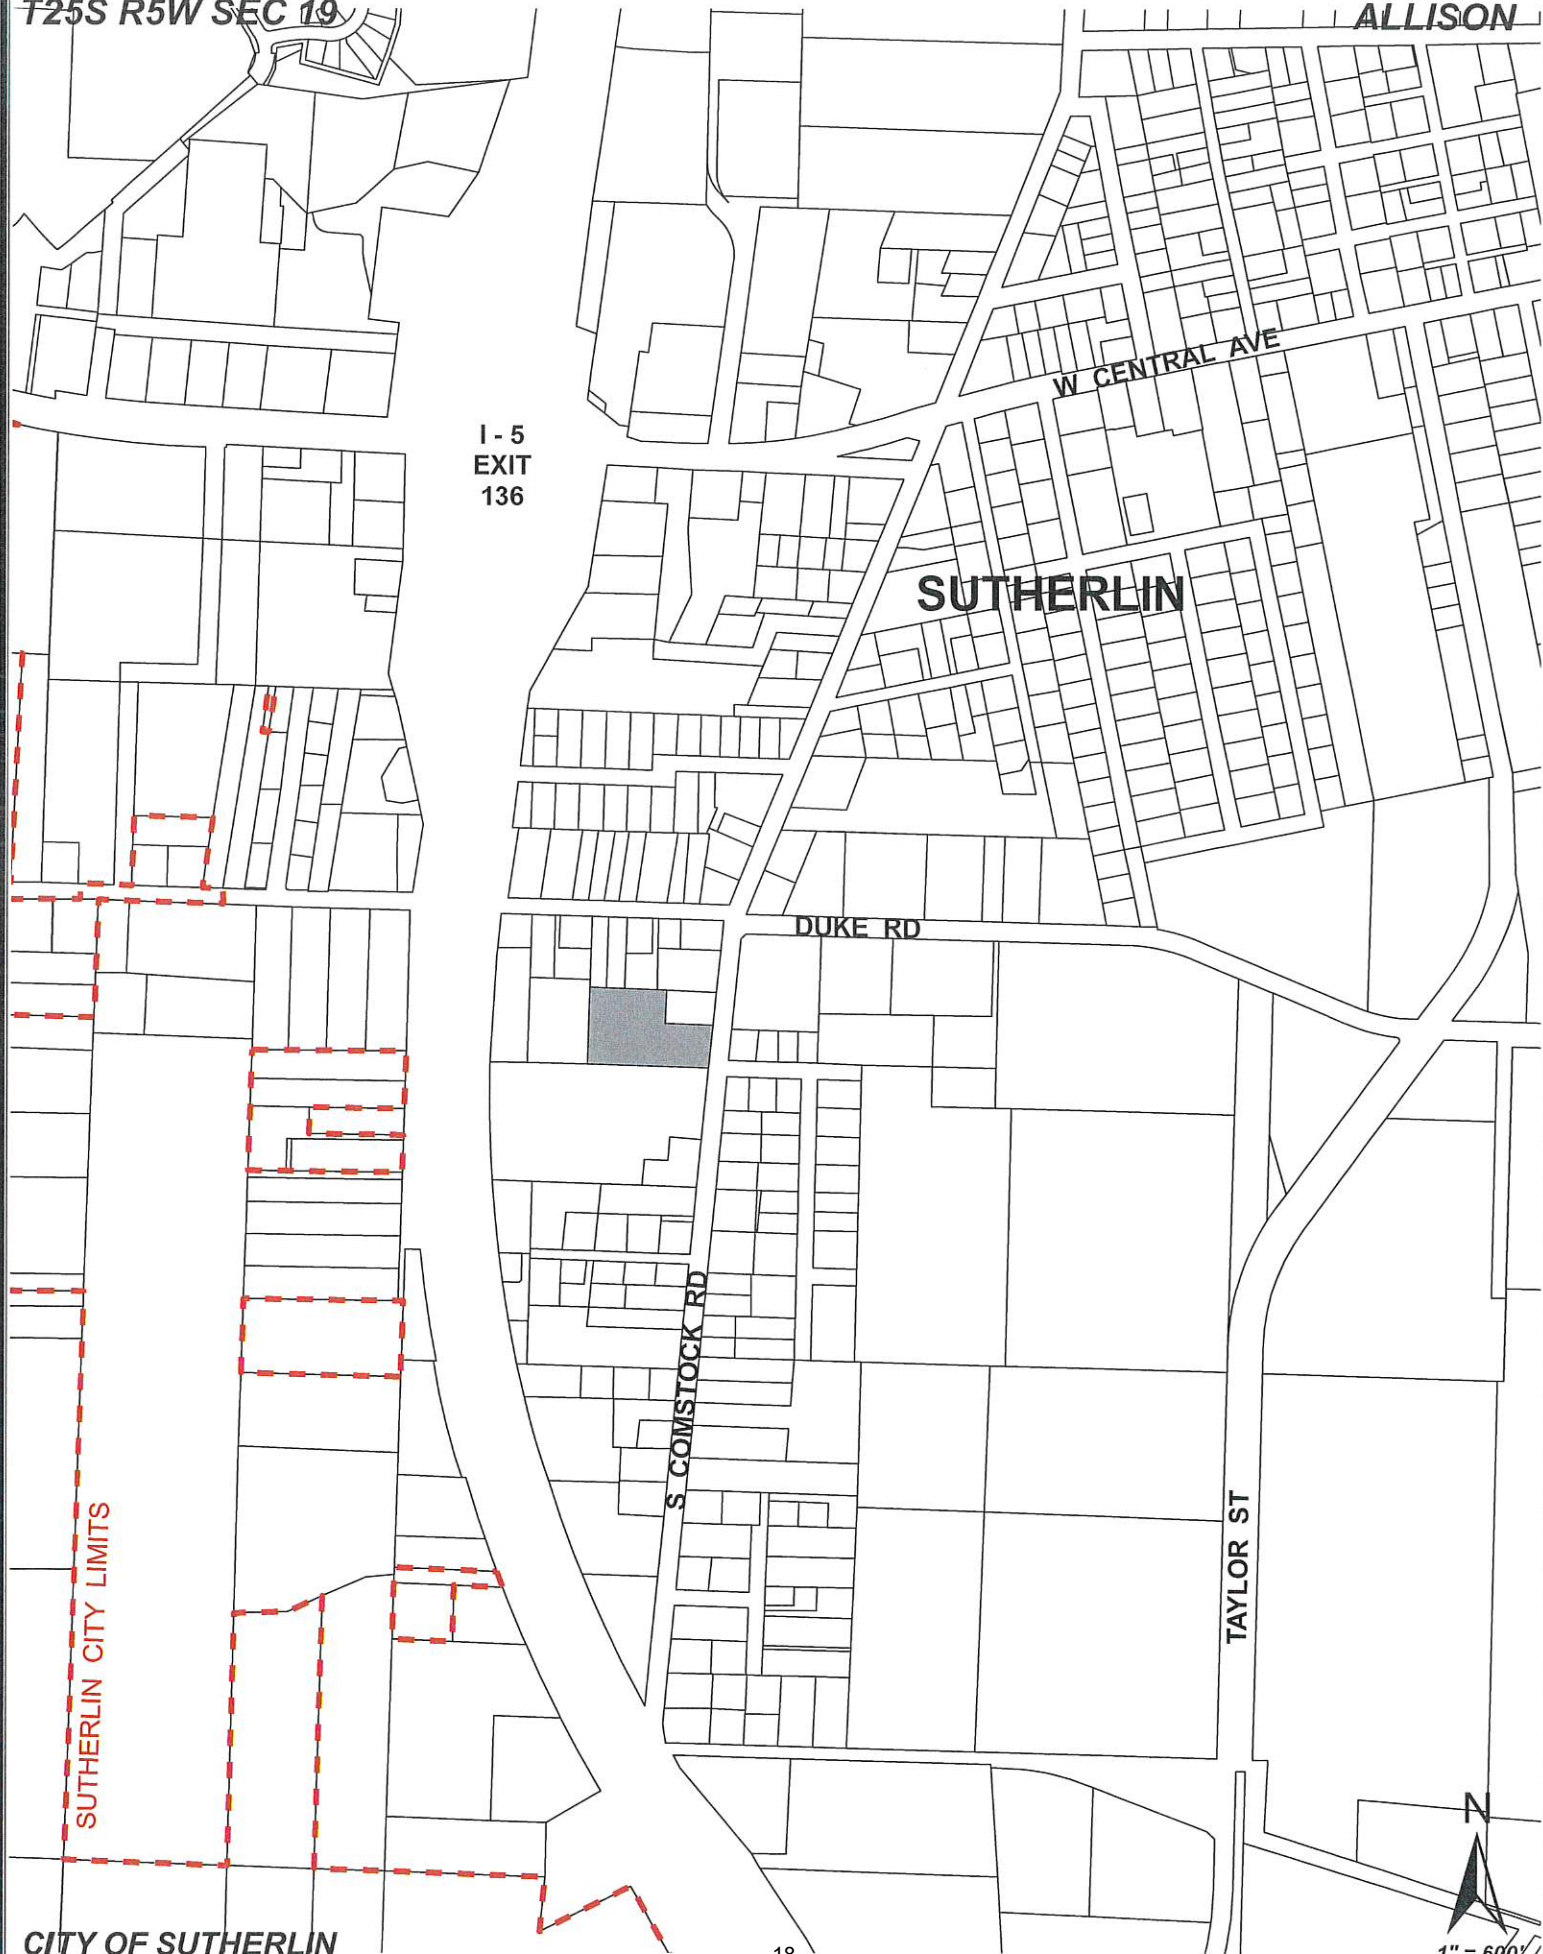 T25S R5W SEC 19
ALLISON
W CENTRAL AVE
I - 5
EXIT
136
SUTHERLIN
DUKE RD
S COMSTOCK RD
TAYLOR ST
SUTHERLIN CITY LIMITS
N
CITY OF SUTHERLIN
18
1" = 600'